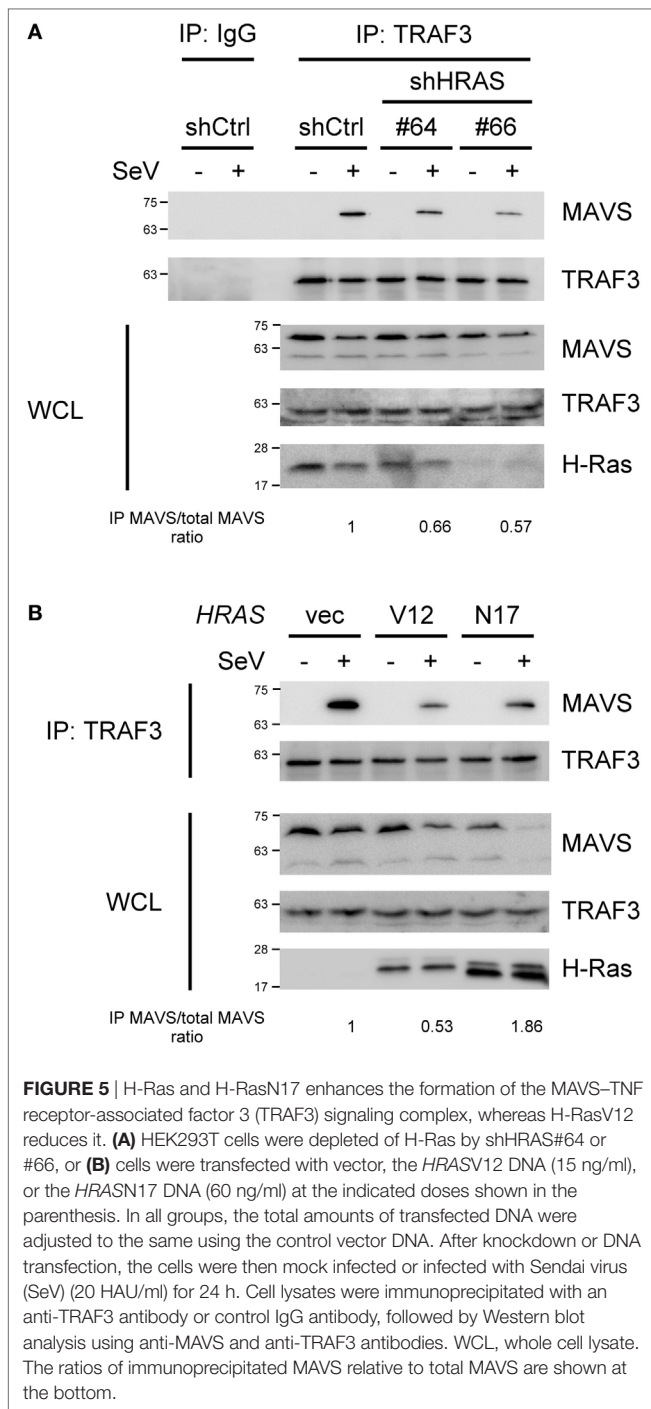 A
IP: IgG IP: TRAF3
shHRAS
shCtrl shCtrl #64 #66
SeV - + - + - + - +
75
63
MAVS
63
TRAF3
WCL
75
63
MAVS
63
TRAF3
28
17
H-Ras
IP MAVS/total MAVS
ratio
1 0.66 0.57
B
HRAS vec V12 N17
SeV - + - + - +
IP: TRAF3
75
63
MAVS
63
TRAF3
WCL
75
63
MAVS
63
TRAF3
28
17
H-Ras
IP MAVS/total MAVS
ratio
1 0.53 1.86
FIGURE 5 | H-Ras and H-RasN17 enhances the formation of the MAVS–TNF
receptor-associated factor 3 (TRAF3) signaling complex, whereas H-RasV12
reduces it. (A) HEK293T cells were depleted of H-Ras by shHRAS#64 or
#66, or (B) cells were transfected with vector, the HRASV12 DNA (15 ng/ml),
or the HRASN17 DNA (60 ng/ml) at the indicated doses shown in the
parenthesis. In all groups, the total amounts of transfected DNA were
adjusted to the same using the control vector DNA. After knockdown or DNA
transfection, the cells were then mock infected or infected with Sendai virus
(SeV) (20 HAU/ml) for 24 h. Cell lysates were immunoprecipitated with an
anti-TRAF3 antibody or control IgG antibody, followed by Western blot
analysis using anti-MAVS and anti-TRAF3 antibodies. WCL, whole cell lysate.
The ratios of immunoprecipitated MAVS relative to total MAVS are shown at
the bottom.